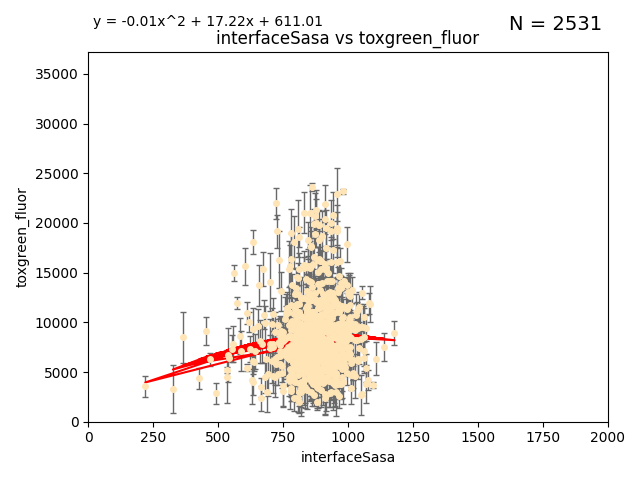 y = -0.01x^2 + 17.22x + 611.01
N = 2531
interfaceSasa vs toxgreen_fluor
35000
30000
25000
20000
15000
10000
5000
0
toxgreen_fluor
0 250 500 750 1000 1250 1500 1750 2000
interfaceSasa